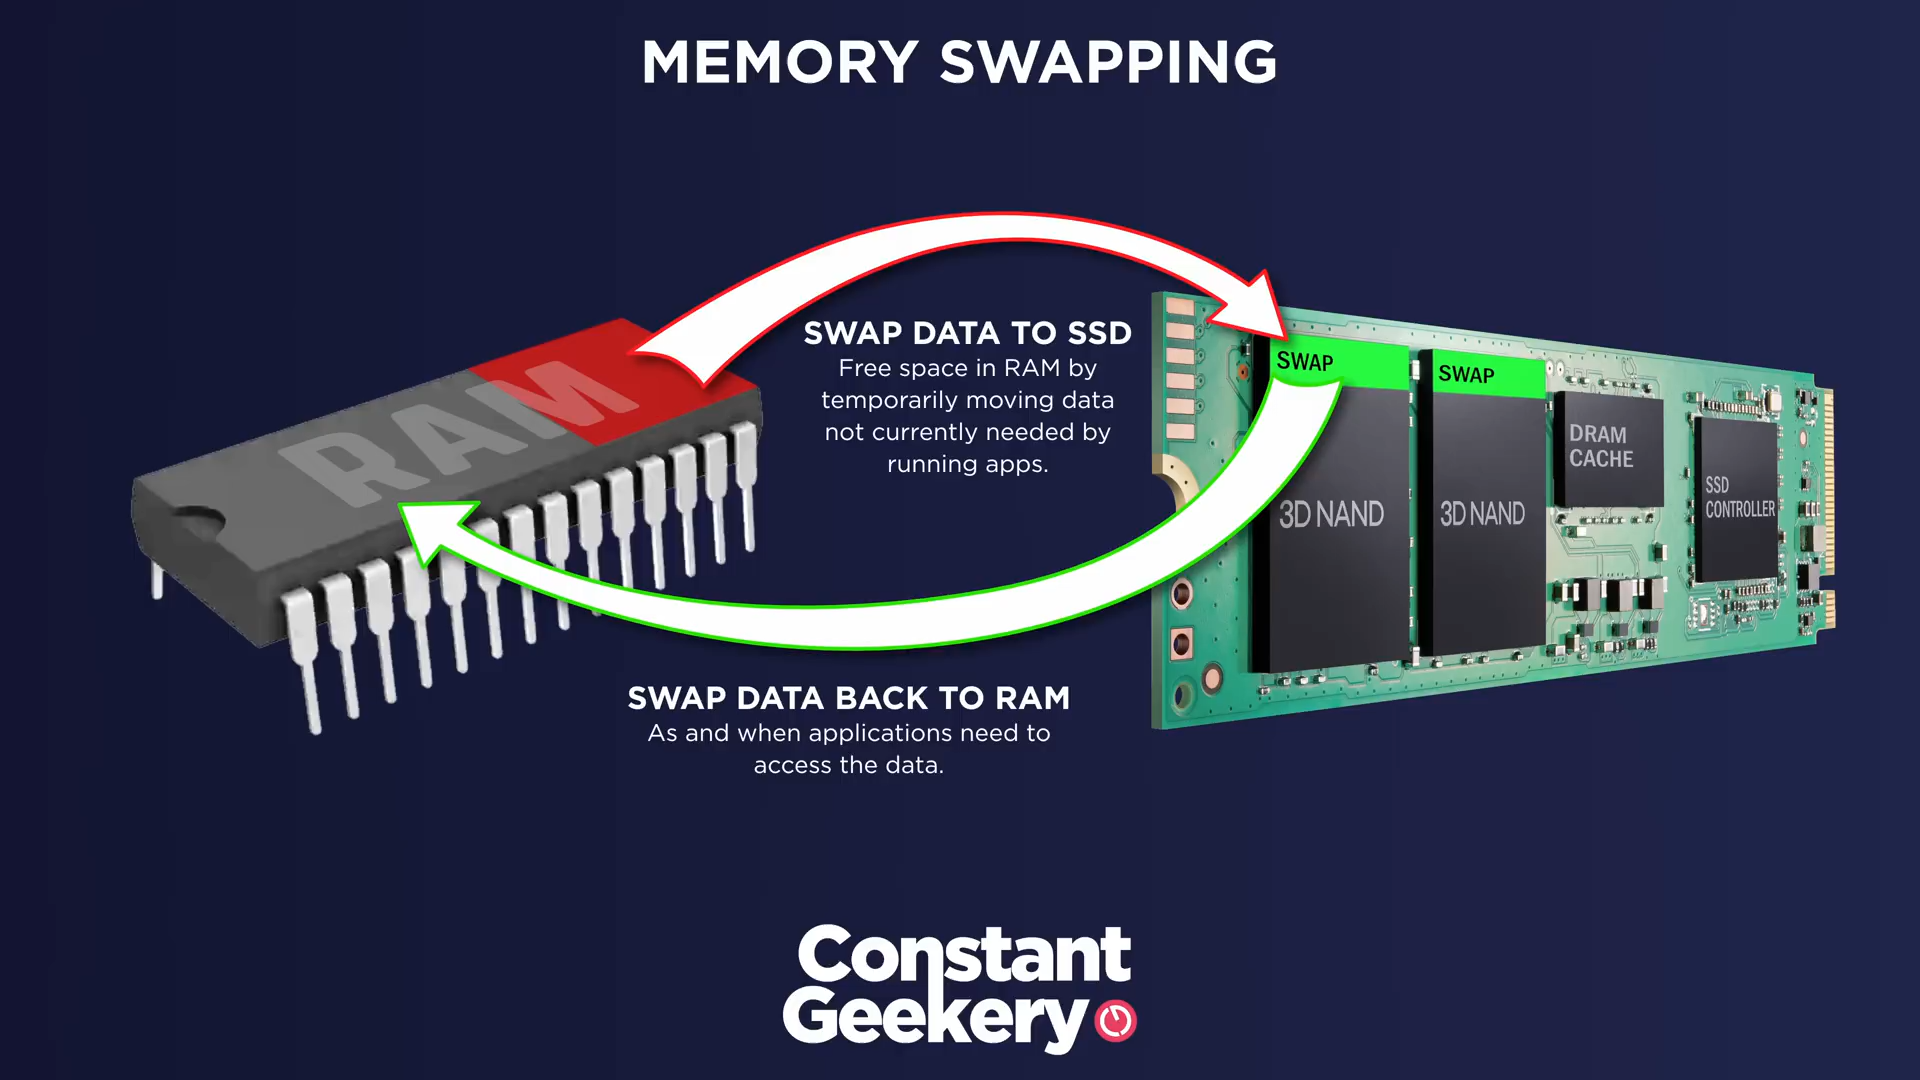 MEMORY SWAPPING
RAM
SWAP DATA TO SSD
Free space in RAM by
temporarily moving data
not currently needed by
running apps.
SWAP
SWAP
3D NAND
3D NAND
DRAM
CACHE
SSD
CONTROLLER
SWAP DATA BACK TO RAM
As and when applications need to
access the data.
Constant
Geekery